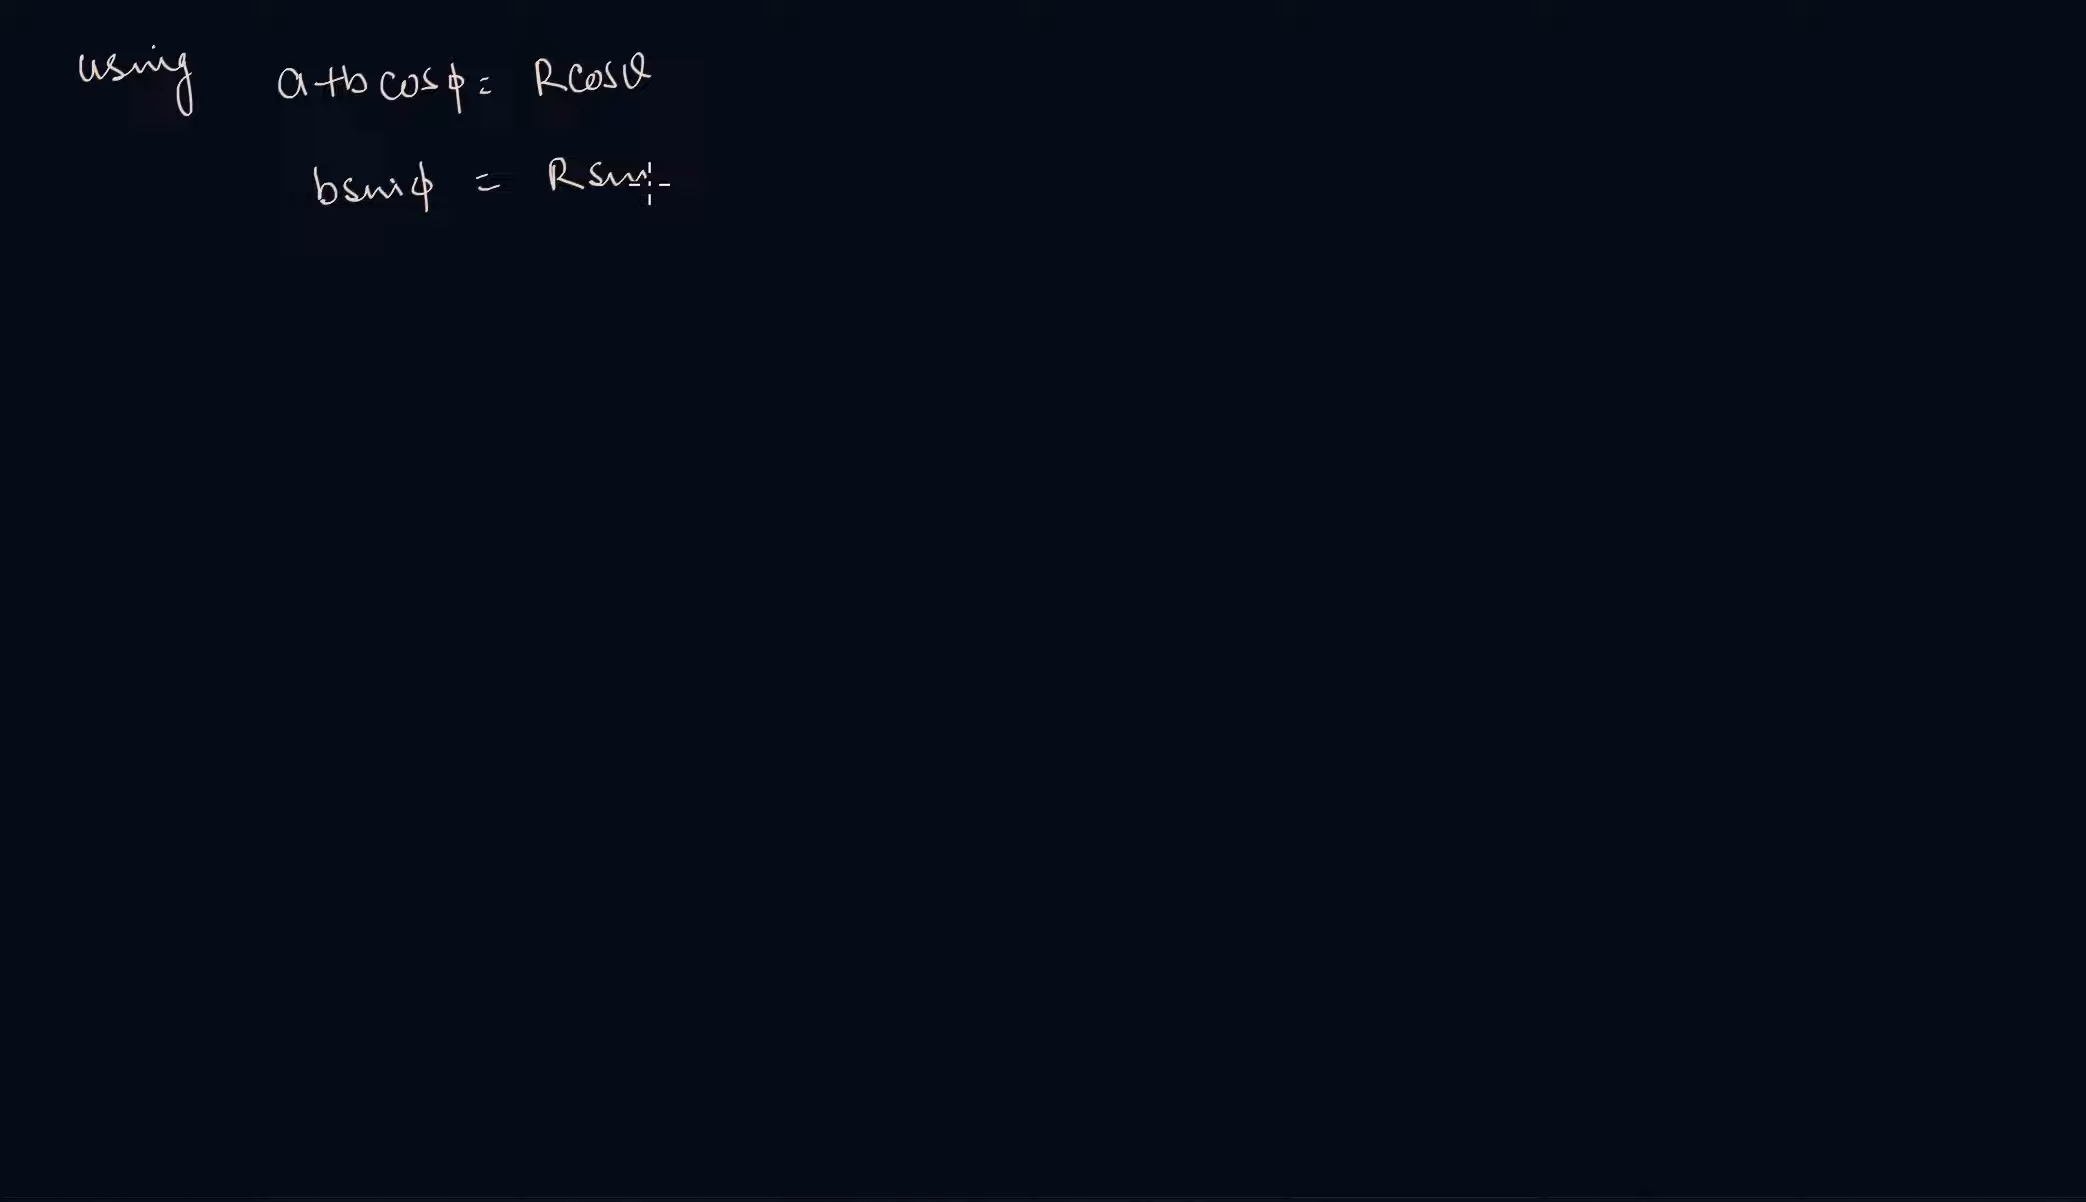 using a+b cosϕ = R cosθ
b sinϕ = R sin